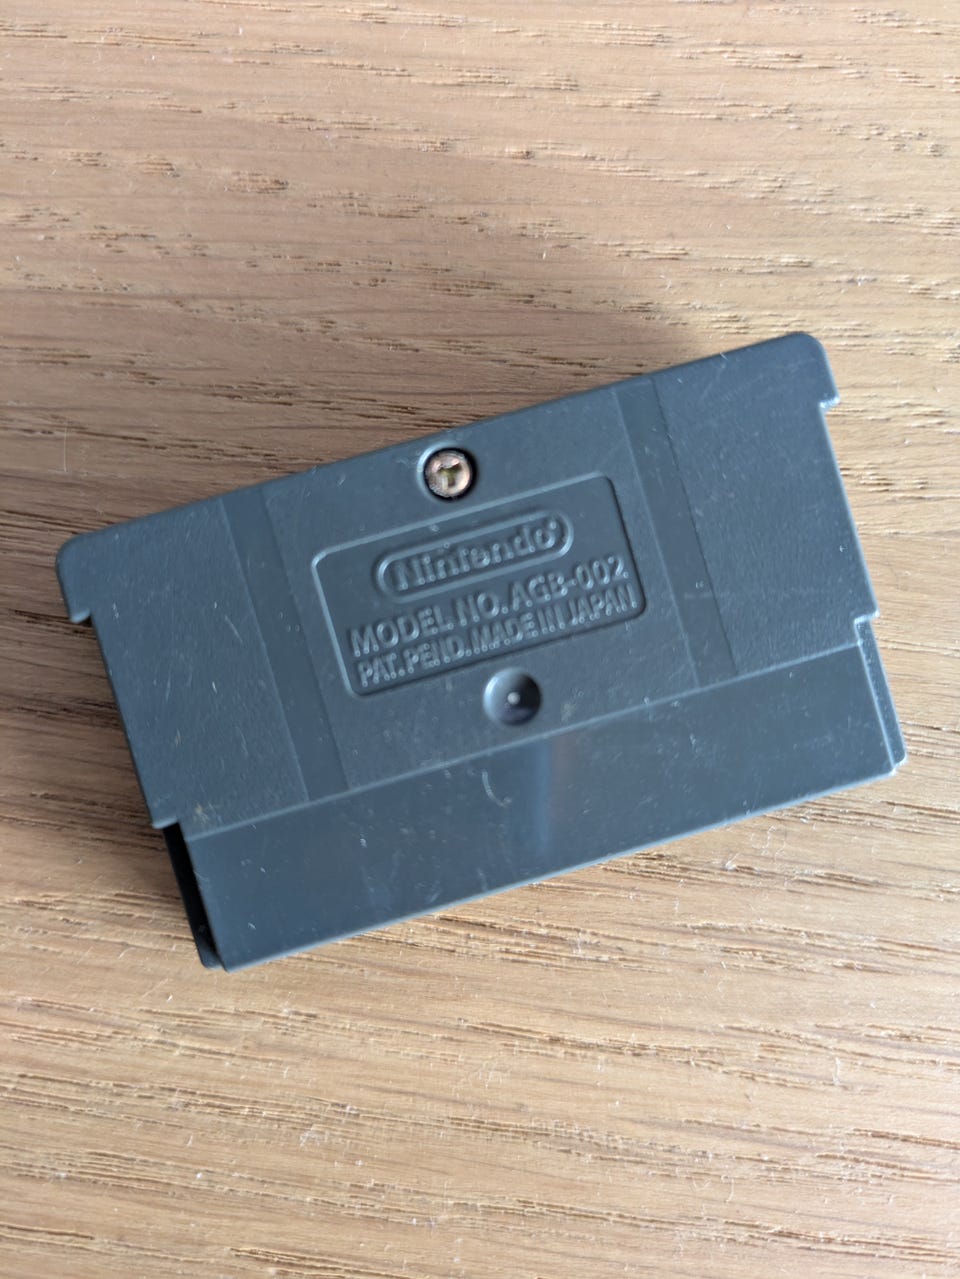 Nintendo®
MODEL NO. AGB-002
PAT. PEND. MADE IN JAPAN